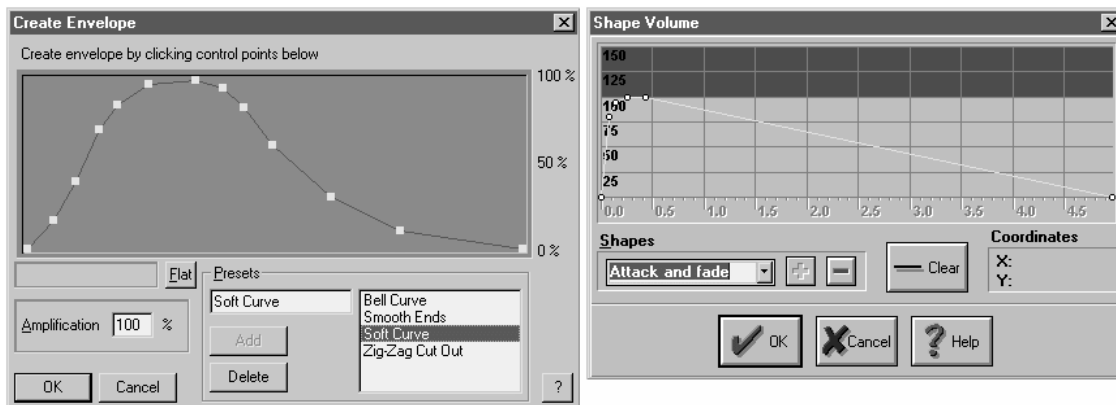 Create Envelope
Create envelope by clicking control points below
100 %
50 %
0 %
Flat
Presets
Soft Curve
Bell Curve
Smooth Ends
Soft Curve
Zig-Zag Cut Out
Amplification 100 %
Add
Delete
OK Cancel ?
Shape Volume
150
125
100
75
50
25
0.0 0.5 1.0 1.5 2.0 2.5 3.0 3.5 4.0 4.5
Shapes
Attack and fade
Clear
Coordinates
X:
Y:
OK Cancel Help